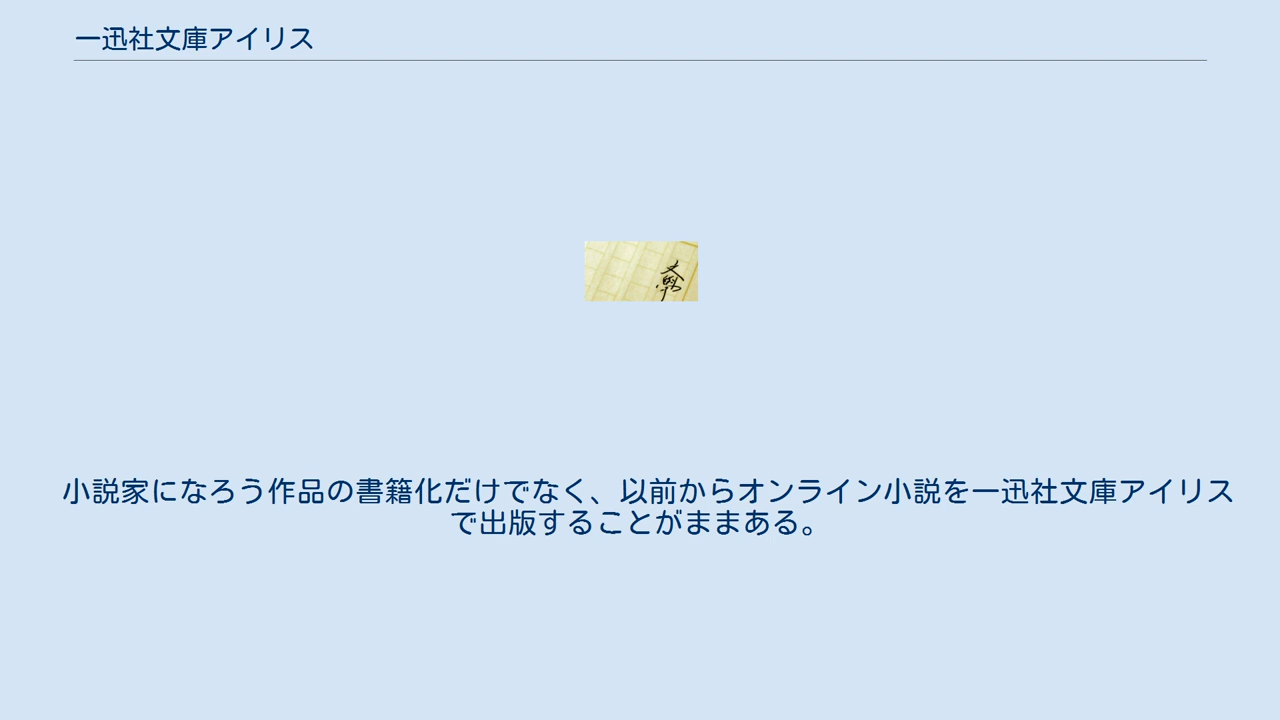 一迅社文庫アイリス
小説家になろう作品の書籍化だけでなく、以前からオンライン小説を一迅社文庫アイリス
で出版することがままある。